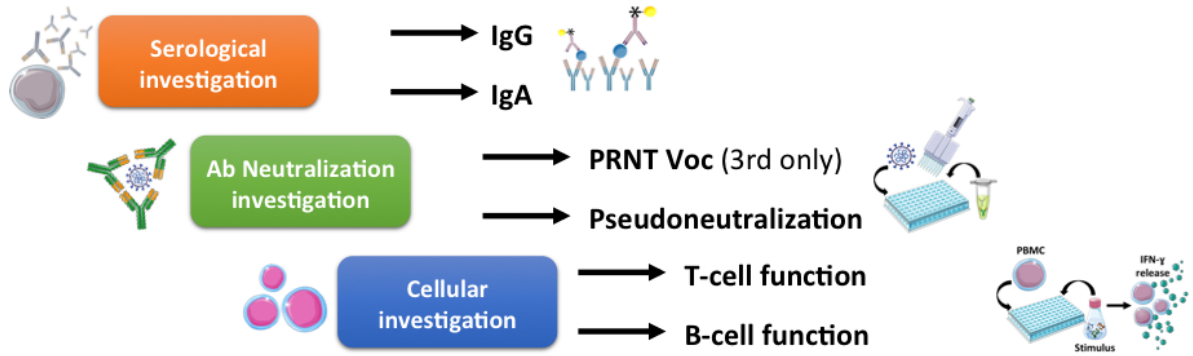 Serological
investigation
IgG
IgA
Ab Neutralization
investigation
PRNT Voc (3rd only)
Pseudoneutralization
Cellular
investigation
T-cell function
B-cell function
PBMC
IFN-ɣ
release
Stimulus